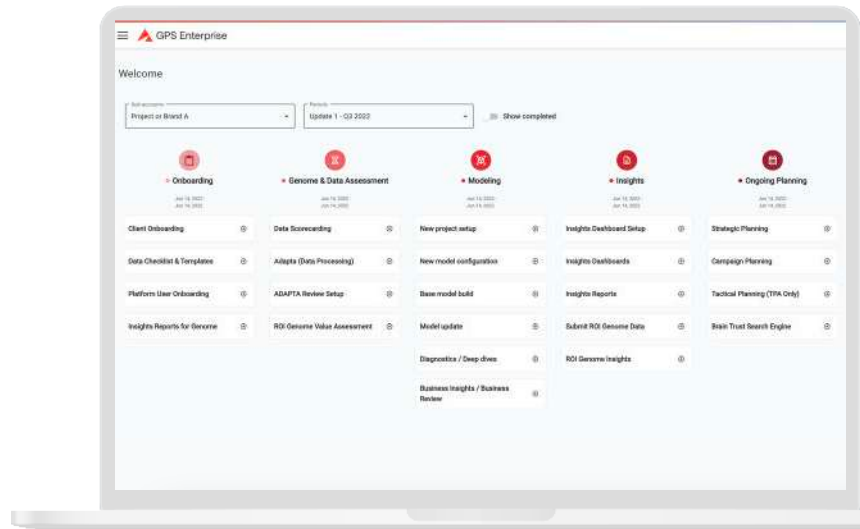 GPS Enterprise
Welcome
Project or Brand A
Update 1 - Q3 2022
Show completed
Onboarding
Genome & Data Assessment
Modeling
Insights
Ongoing Planning
Client Onboarding
Data Scorecarding
New project setup
Insights Dashboard Setup
Strategic Planning
Data Checklist & Templates
Adapta (Data Processing)
New model configuration
Insights Dashboards
Campaign Planning
Platform User Onboarding
ADAPTA Review Setup
Base model build
Insights Reports
Tactical Planning (TPA Only)
Insights Reports for Genome
ROI Genome Value Assessment
Model update
Submit ROI Genome Data
Brain Trust Search Engine
Diagnostics / Deep dives
ROI Genome Insights
Business Insights / Business
Review